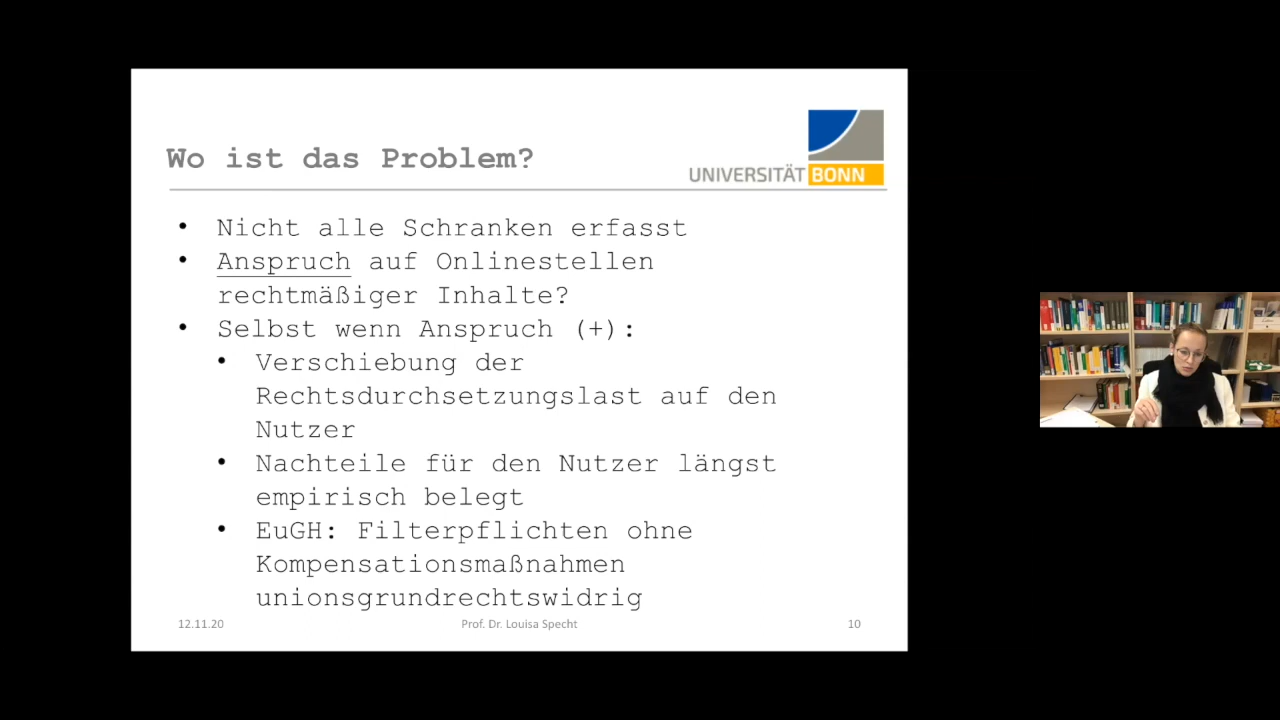 Wo ist das Problem?
UNIVERSITÄT BONN
• Nicht alle Schranken erfasst
• Anspruch auf Onlinestellen
rechtmäßiger Inhalte?
• Selbst wenn Anspruch (+):
• Verschiebung der
Rechtsdurchsetzungslast auf den
Nutzer
• Nachteile für den Nutzer längst
empirisch belegt
• EuGH: Filterpflichten ohne
Kompensationsmaßnahmen
unionsgrundrechtswidrig
12.11.20 Prof. Dr. Louisa Specht 10